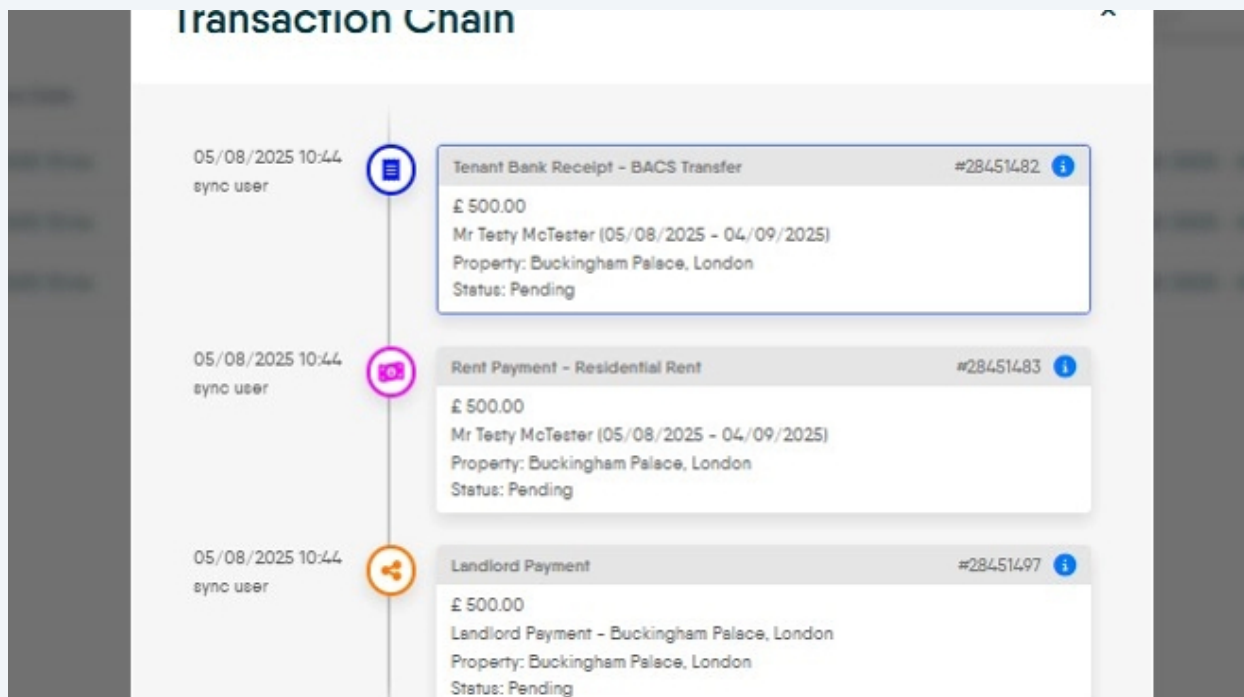 Transaction Chain
05/08/2025 10:44
sync user
Tenant Bank Receipt - BACS Transfer
#28451482
£ 500.00
Mr Testy McTester (05/08/2025 - 04/09/2025)
Property: Buckingham Palace, London
Status: Pending
05/08/2025 10:44
sync user
Rent Payment - Residential Rent
#28451483
£ 500.00
Mr Testy McTester (05/08/2025 - 04/09/2025)
Property: Buckingham Palace, London
Status: Pending
05/08/2025 10:44
sync user
Landlord Payment
#28451497
£ 500.00
Landlord Payment - Buckingham Palace, London
Property: Buckingham Palace, London
Status: Pending